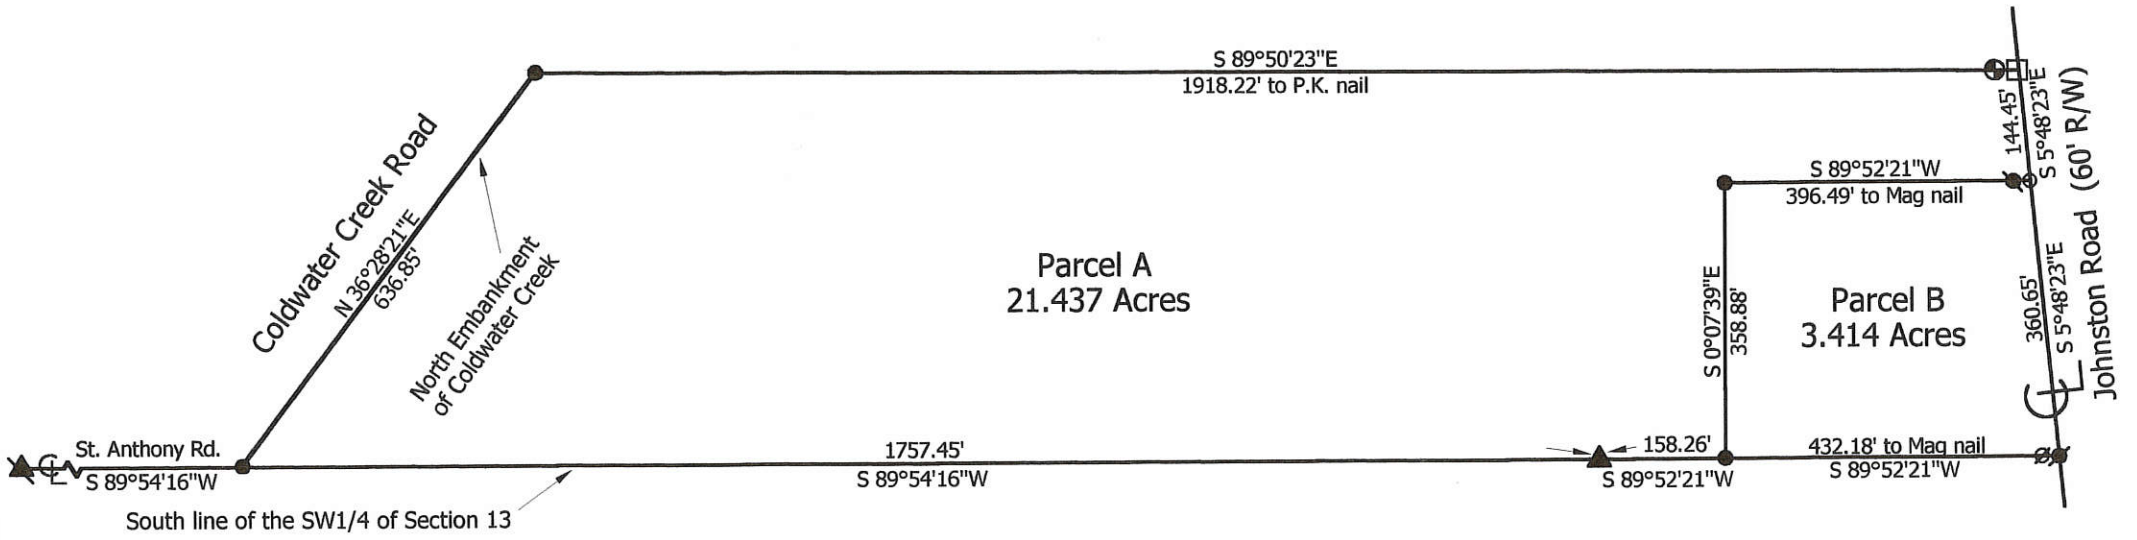 S 89°50'23"E
1918.22' to P.K. nail
144.45'
S 5°48'23"E
Johnston Road (60' R/W)
Coldwater Creek Road
N 36°28'21"E
636.85'
North Embankment
of Coldwater Creek
Parcel A
21.437 Acres
S 89°52'21"W
396.49' to Mag nail
S 0°07'39"E
358.88'
Parcel B
3.414 Acres
360.65'
S 5°48'23"E
St. Anthony Rd.
S 89°54'16"W
1757.45'
S 89°54'16"W
158.26'
S 89°52'21"W
432.18' to Mag nail
S 89°52'21"W
South line of the SW1/4 of Section 13